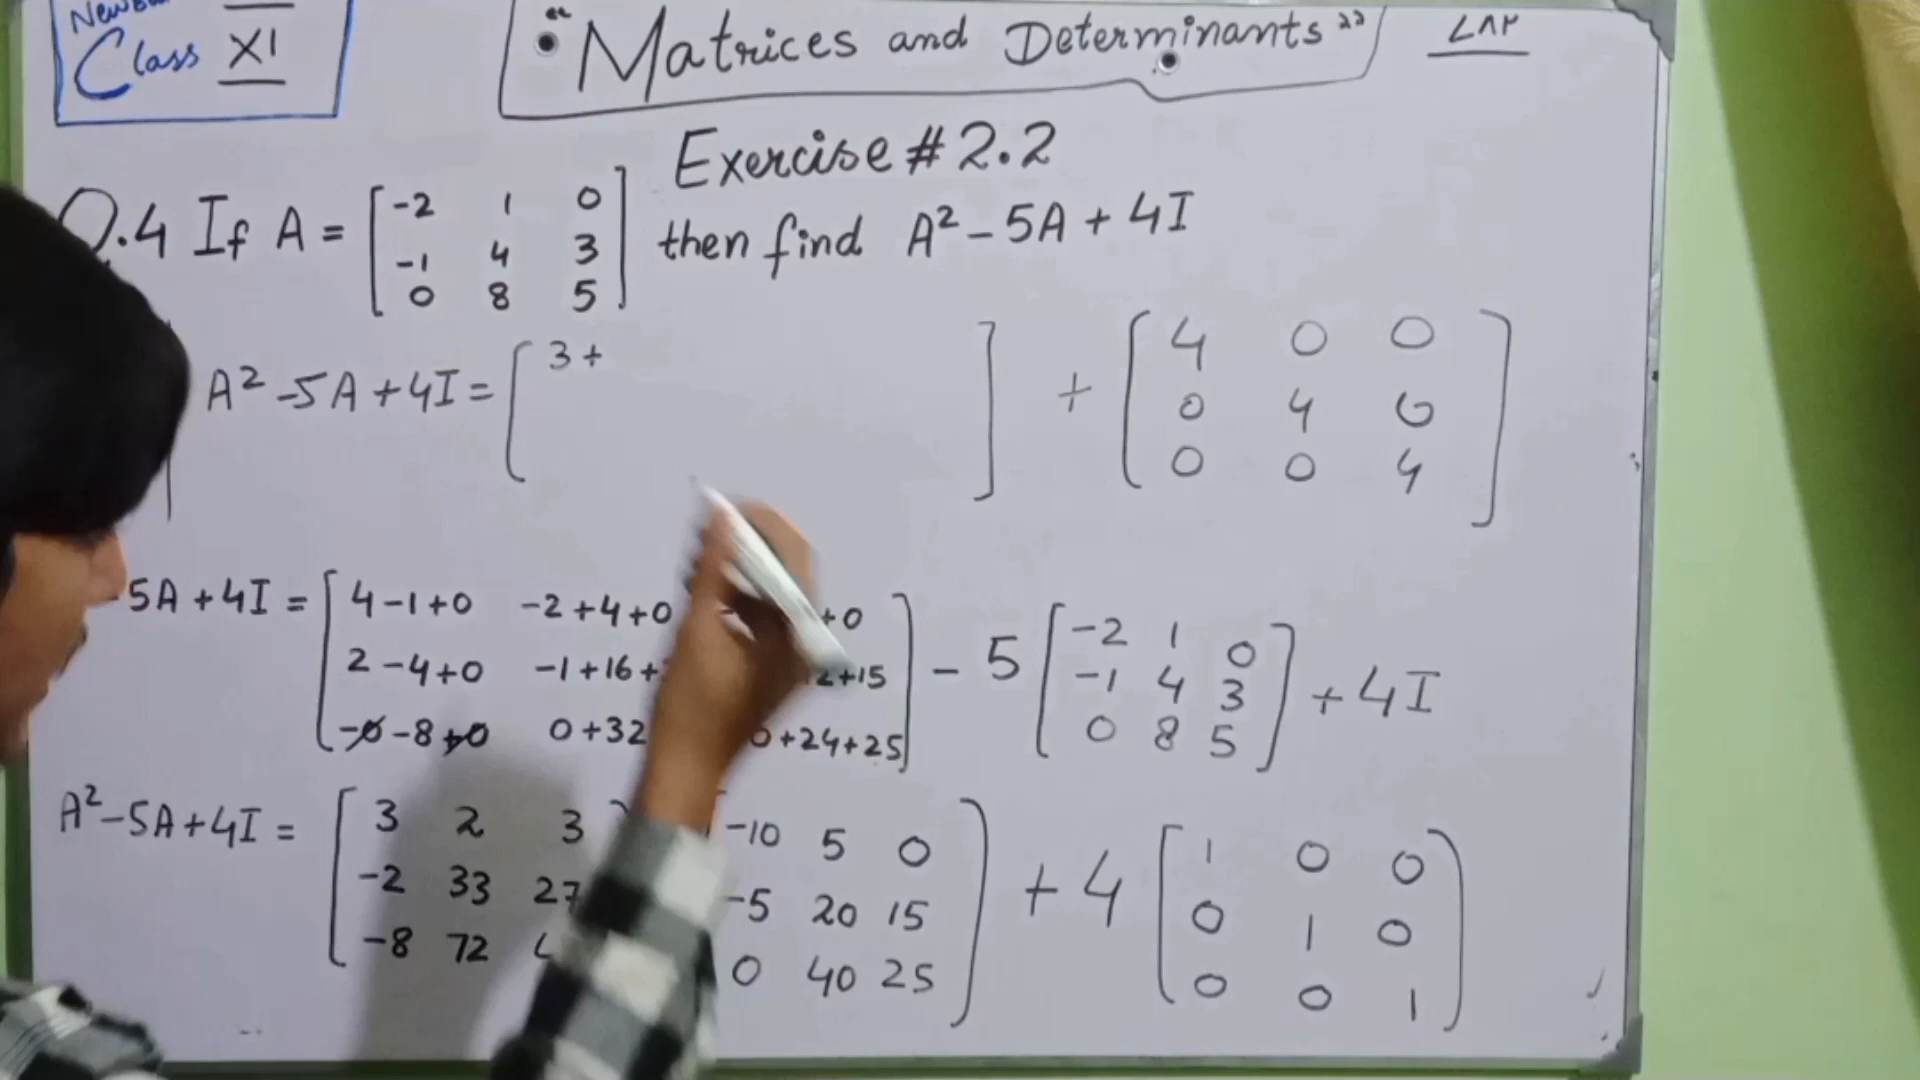 Class XI
"Matrices and Determinants"
Exercise # 2.2
Q.4 If A = [-2 1 0
-1 4 3
0 8 5] then find A² - 5A + 4I
A² - 5A + 4I = [3 + ] + [4 0 0
0 4 0
0 0 4]
5A + 4I = [4-1+0 -2+4+0 +0
2-4+0 -1+16+ +15
-0-8+0 0+32 0+24+25] - 5 [-2 1 0
-1 4 3
0 8 5] + 4I
A² - 5A + 4I = [3 2 3
-2 33 27
-8 72 -10 5 0
-5 20 15
0 40 25] + 4 [1 0 0
0 1 0
0 0 1]